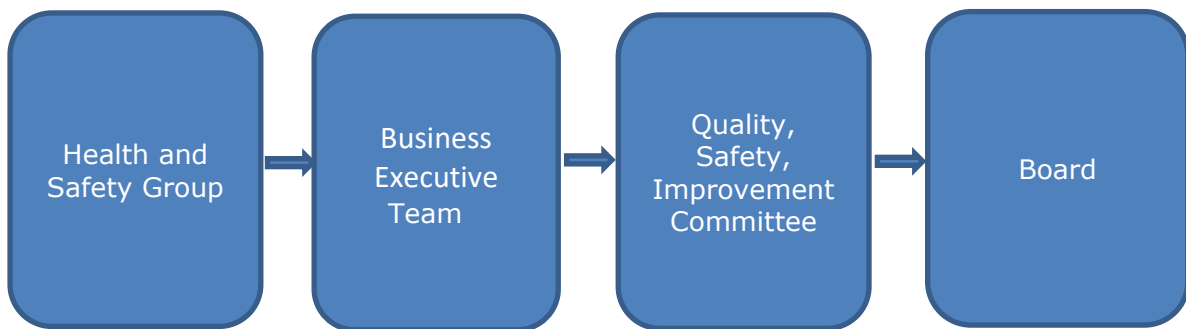 Health and
Safety Group
Business
Executive
Team
Quality,
Safety,
Improvement
Committee
Board